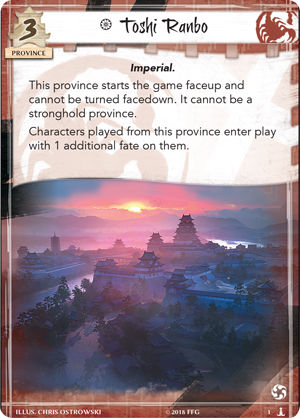 3
Toshi Ranbo
PROVINCE
Imperial.
This province starts the game faceup and
cannot be turned facedown. It cannot be a
stronghold province.
Characters played from this province enter play
with 1 additional fate on them.
ILLUS. CHRIS OSTROWSKI
© 2018 FFG
1